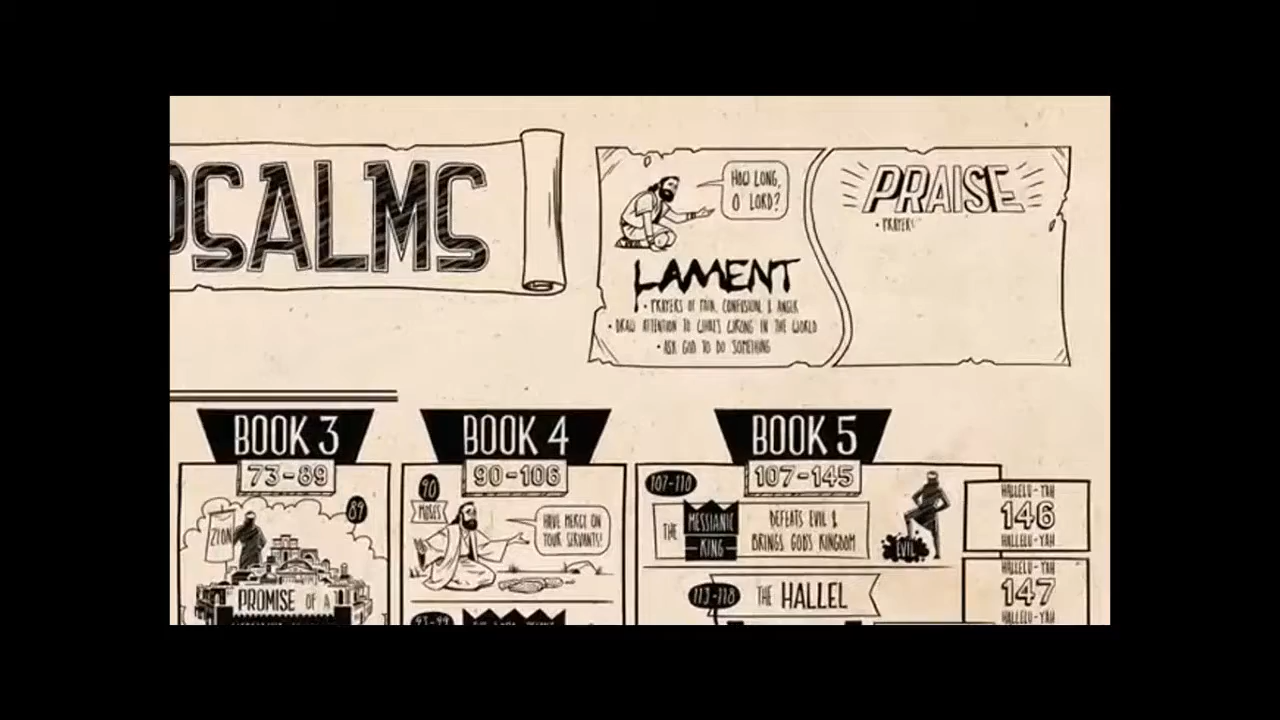 PSALMS
HOW LONG,
O LORD?
LAMENT
• PRAYERS OF PAIN, CONFUSION & ANGER
• DRAW ATTENTION TO WHAT'S WRONG IN THE WORLD
• ASK GOD TO DO SOMETHING
PRAISE
• PRAYERS
BOOK 3
73-89
89
ZION
PROMISE OF A
BOOK 4
90-106
90
MOSES
HAVE MERCY ON
YOUR SERVANTS!
93-99
BOOK 5
107-145
107-110
THE MESSIANIC KING
DEFEATS EVIL &
BRINGS GOD'S KINGDOM
EVIL
113-118
THE HALLEL
HALLELU-YAH
146
HALLELU-YAH
HALLELU-YAH
147
HALLELU-YAH